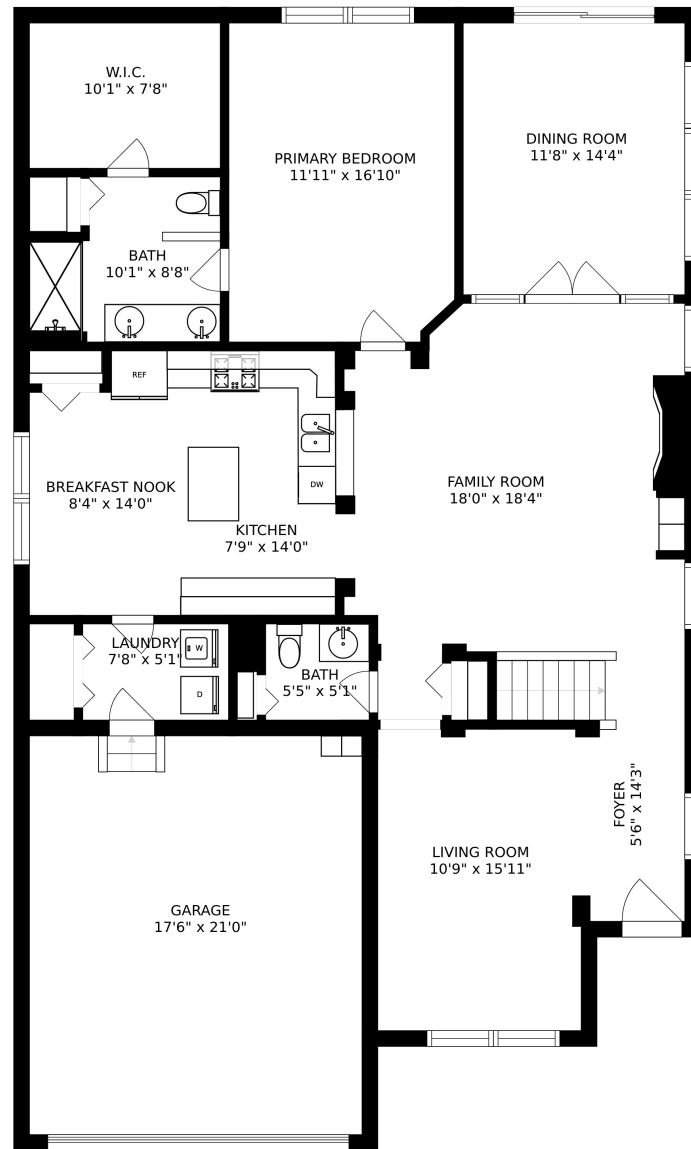 W.I.C.
10'1" x 7'8"
PRIMARY BEDROOM
11'11" x 16'10"
DINING ROOM
11'8" x 14'4"
BATH
10'1" x 8'8"
REF
BREAKFAST NOOK
8'4" x 14'0"
KITCHEN
7'9" x 14'0"
DW
FAMILY ROOM
18'0" x 18'4"
LAUNDRY
7'8" x 5'1"
W
D
BATH
5'5" x 5'1"
FOYER
5'6" x 14'3"
LIVING ROOM
10'9" x 15'11"
GARAGE
17'6" x 21'0"